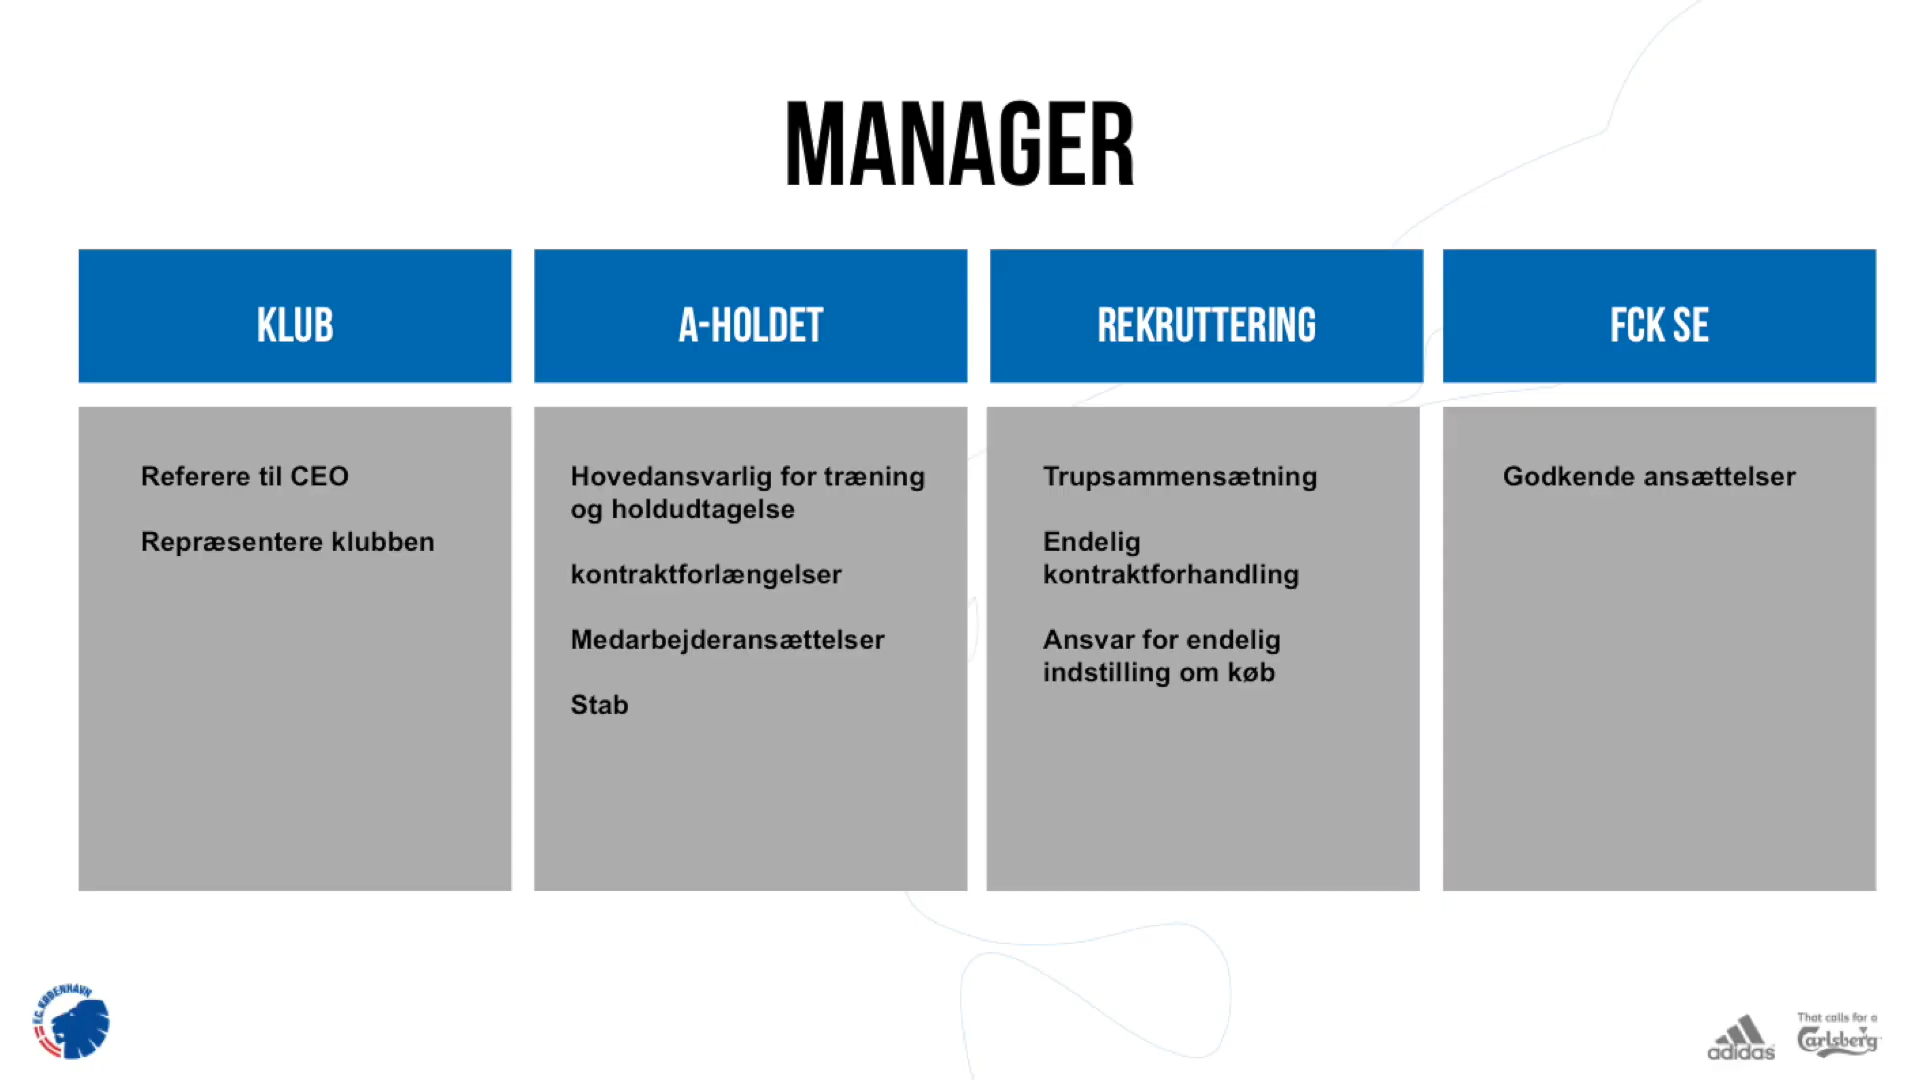 MANAGER
KLUB
Referere til CEO
Repræsentere klubben
A-HOLDET
Hovedansvarlig for træning
og holdudtagelse
kontraktforlængelser
Medarbejderansættelser
Stab
REKRUTTERING
Trupsammensætning
Endelig
kontraktforhandling
Ansvar for endelig
indstilling om køb
FCK SE
Godkende ansættelser
F.C. KØBENHAVN
adidas
That calls for a
Carlsberg